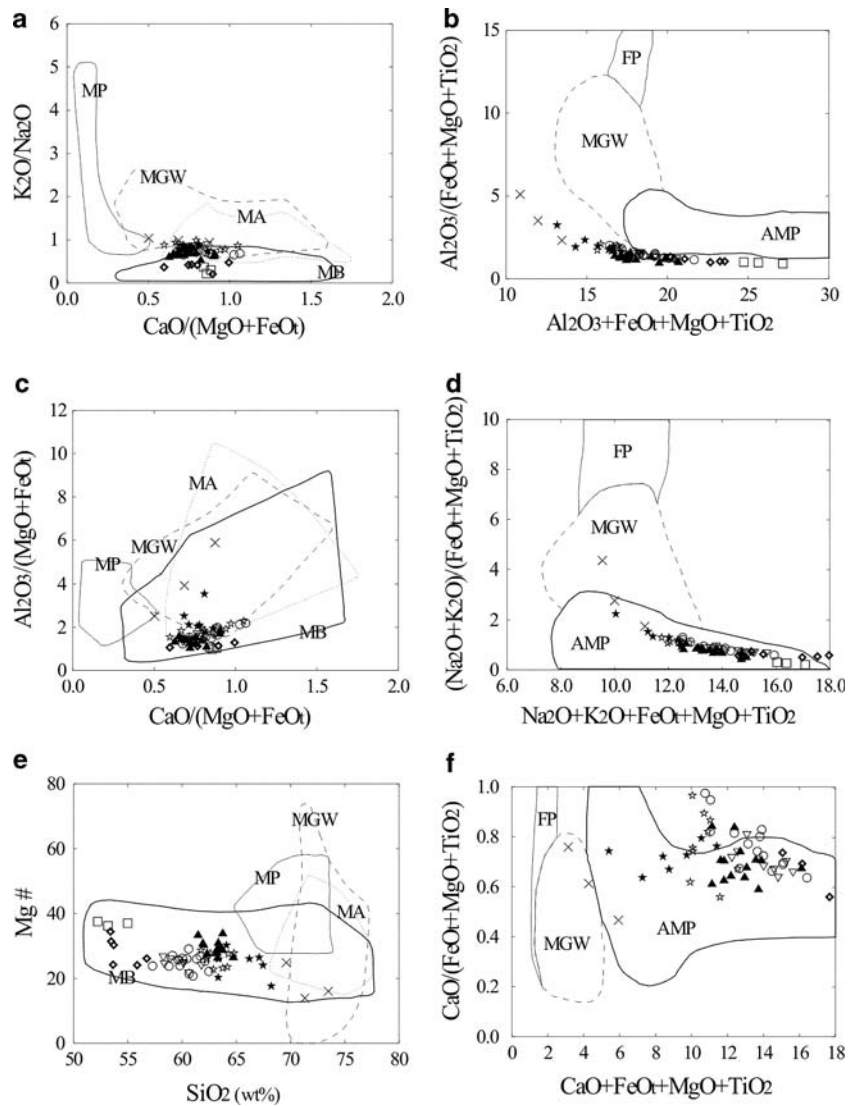 a
6
5
4
3
2
1
0
0.0 0.5 1.0 1.5 2.0
K2O/Na2O
CaO/(MgO+FeOt)
MP
MGW
MA
MB
b
15
10
5
0
10 15 20 25 30
Al2O3/(FeOt+MgO+TiO2)
Al2O3+FeOt+MgO+TiO2
FP
MGW
AMP
c
12
10
8
6
4
2
0
0.0 0.5 1.0 1.5 2.0
Al2O3/(MgO+FeOt)
CaO/(MgO+FeOt)
MA
MGW
MP
MB
d
10
8
6
4
2
0
6.0 8.0 10.0 12.0 14.0 16.0 18.0
(Na2O+K2O)/(FeOt+MgO+TiO2)
Na2O+K2O+FeOt+MgO+TiO2
FP
MGW
AMP
e
80
60
40
20
0
50 55 60 65 70 75 80
Mg #
SiO2 (wt%)
MGW
MP
MA
MB
f
1.0
0.8
0.6
0.4
0.2
0.0
0 2 4 6 8 10 12 14 16 18
CaO/(FeOt+MgO+TiO2)
CaO+FeOt+MgO+TiO2
FP
MGW
AMP